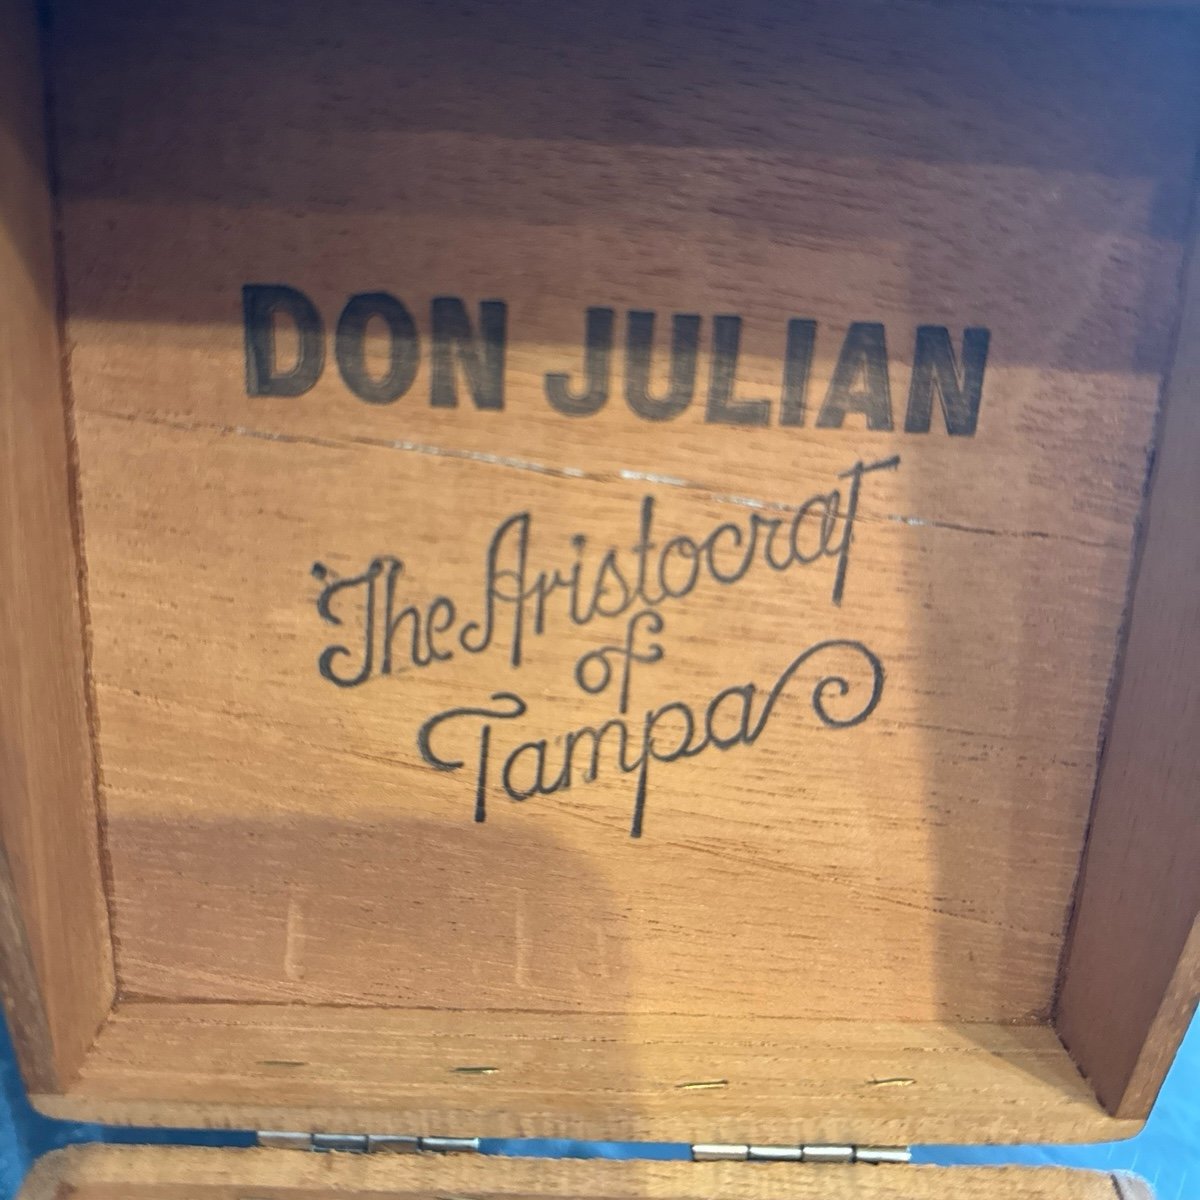 DON JULIAN
The Aristocrat
of
Tampa